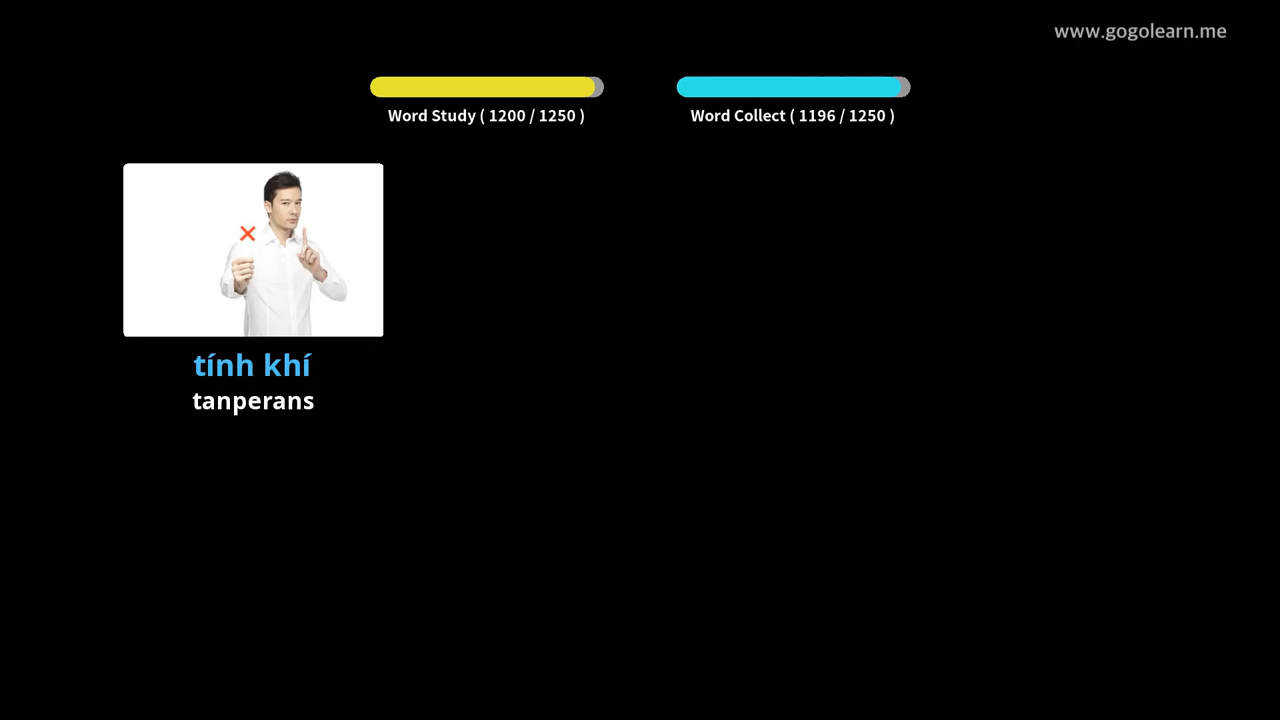 www.gogolearn.me
Word Study ( 1200 / 1250 )
Word Collect ( 1196 / 1250 )
tính khí
tanperans